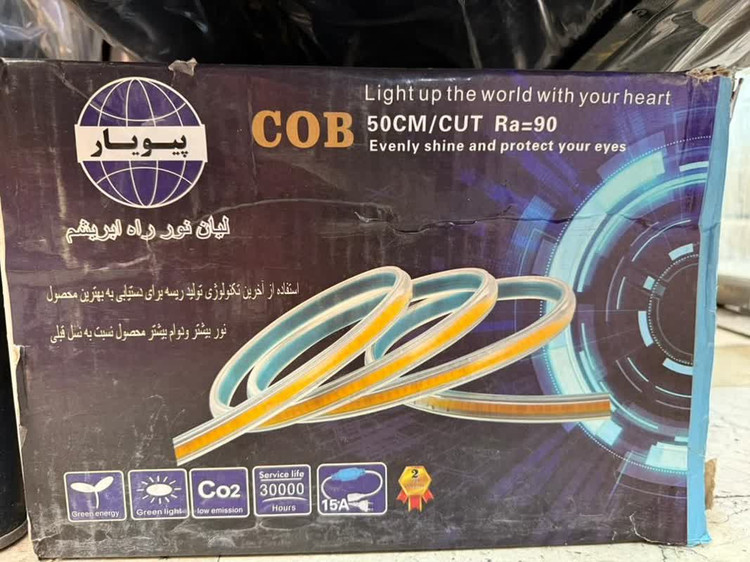 پیویار
لیان نور راه ابریشم
COB
Light up the world with your heart
50CM/CUT Ra=90
Evenly shine and protect your eyes
استفاده از آخرین تکنولوژی تولید ریسه برای دستیابی به بهترین محصول
نور بیشتر ودوام بیشتر محصول نسبت به نسل قبلی
Green energy
Green light
Co2
low emission
Service life
30000
Hours
15A
2